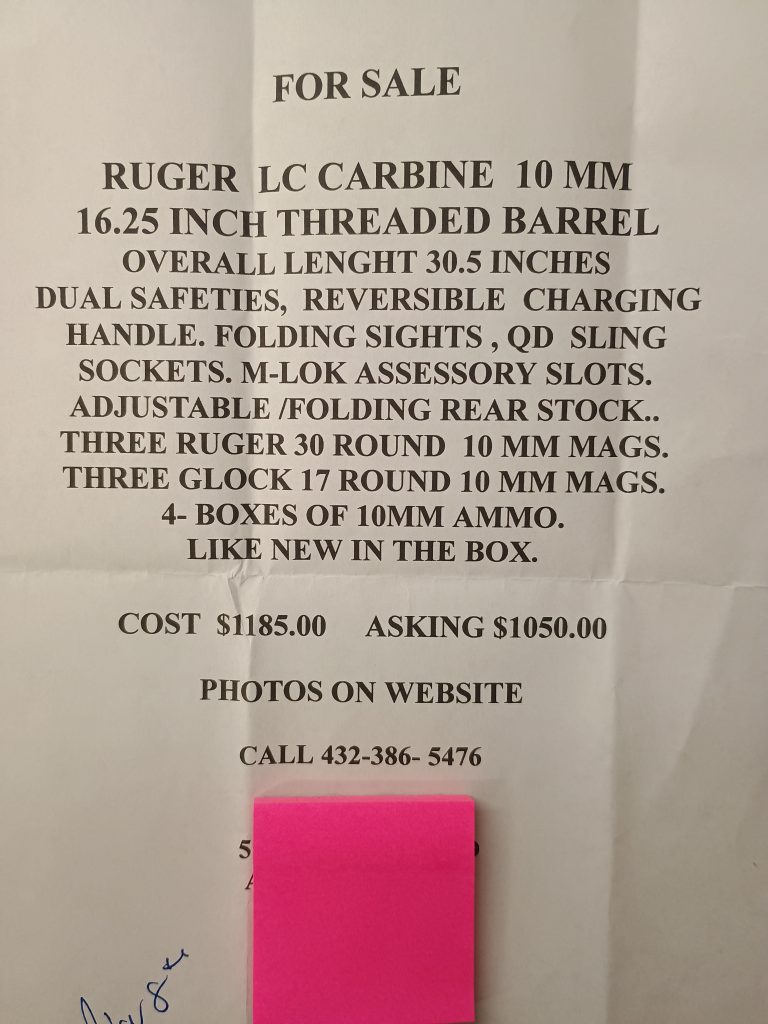 FOR SALE
RUGER LC CARBINE 10 MM
16.25 INCH THREADED BARREL
OVERALL LENGHT 30.5 INCHES
DUAL SAFETIES, REVERSIBLE CHARGING
HANDLE. FOLDING SIGHTS , QD SLING
SOCKETS. M-LOK ASSESSORY SLOTS.
ADJUSTABLE /FOLDING REAR STOCK..
THREE RUGER 30 ROUND 10 MM MAGS.
THREE GLOCK 17 ROUND 10 MM MAGS.
4- BOXES OF 10MM AMMO.
LIKE NEW IN THE BOX.
COST $1185.00 ASKING $1050.00
PHOTOS ON WEBSITE
CALL 432-386- 5476